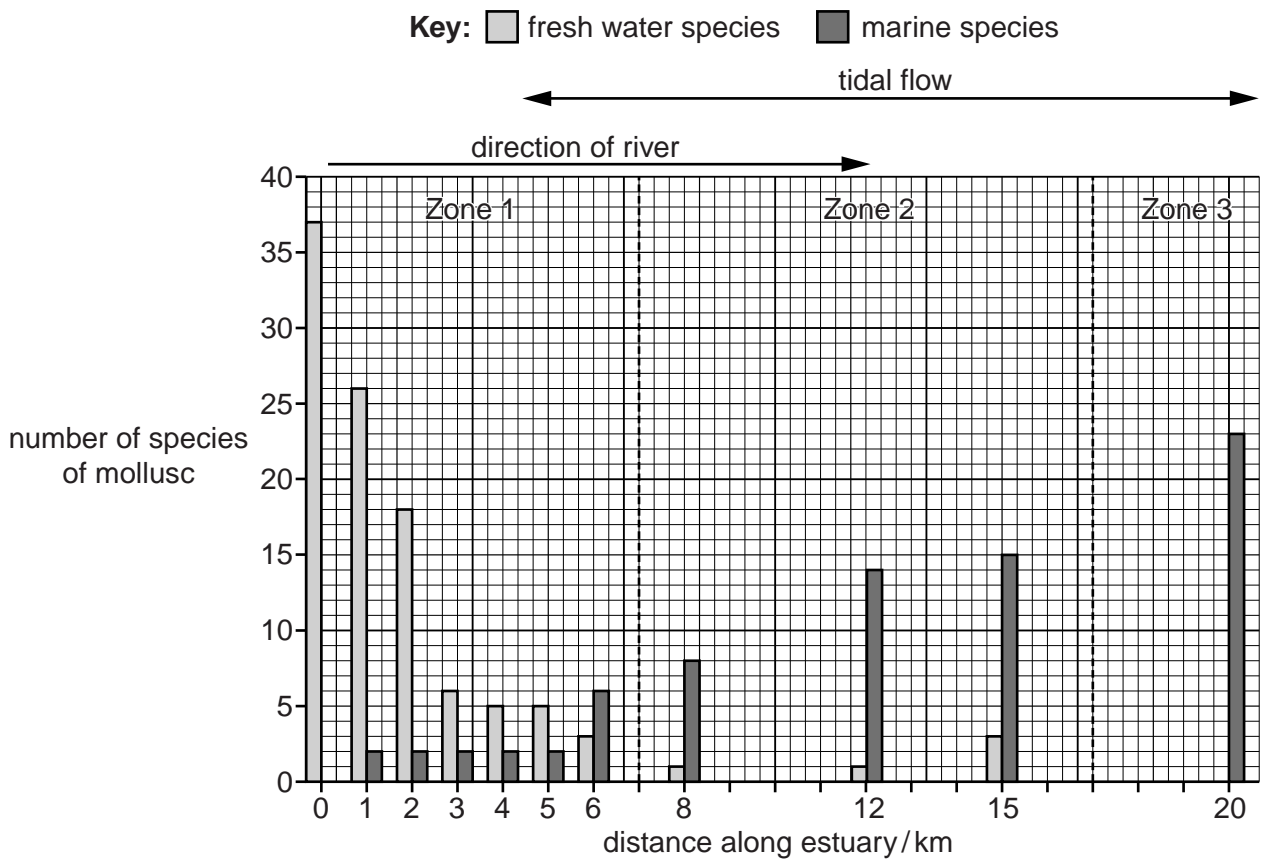 Key: fresh water species marine species
tidal flow
direction of river
40
Zone 1 Zone 2 Zone 3
35
30
25
number of species
of mollusc
20
15
10
5
0
0 1 2 3 4 5 6 8 12 15 20
distance along estuary / km